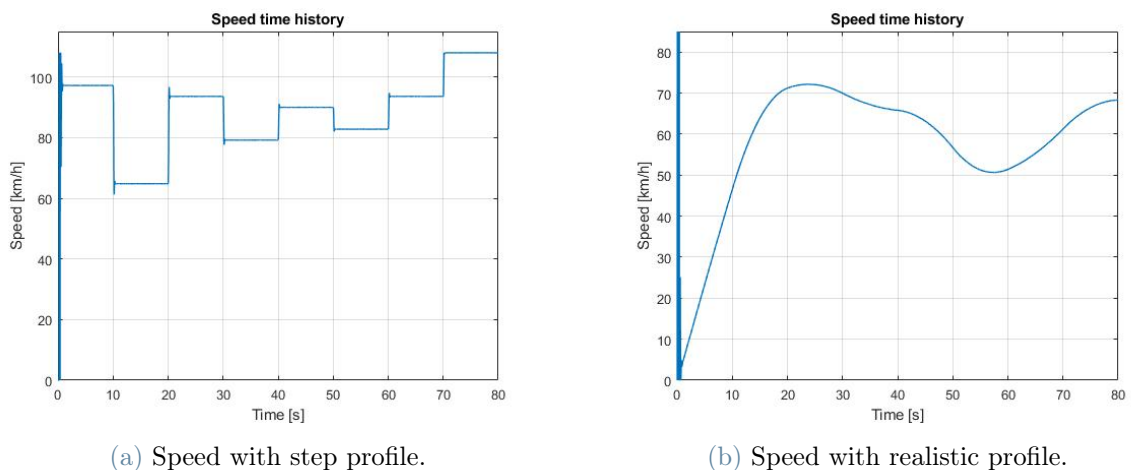 Speed time history
Speed [km/h]
100
80
60
40
20
0
0 10 20 30 40 50 60 70 80
Time [s]
(a) Speed with step profile.
Speed time history
Speed [km/h]
80
70
60
50
40
30
20
10
0
0 10 20 30 40 50 60 70 80
Time [s]
(b) Speed with realistic profile.